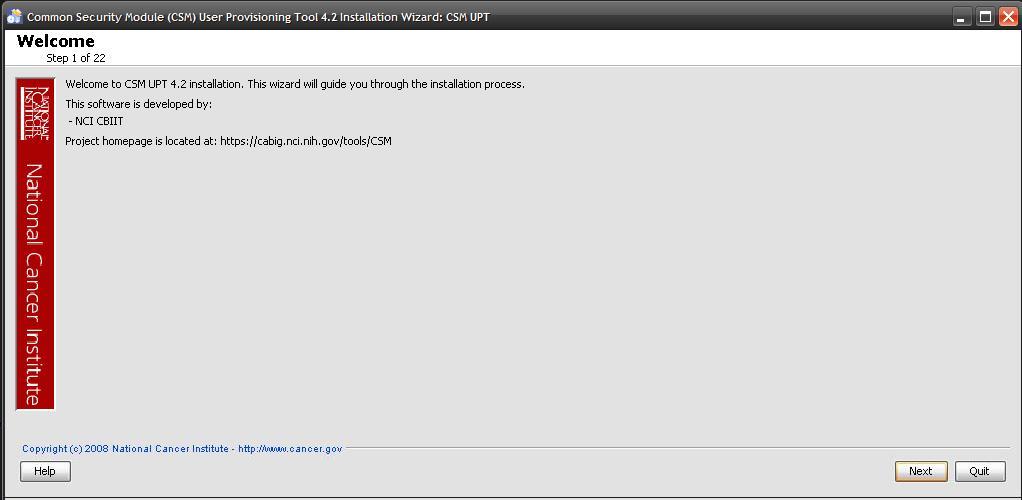 Common Security Module (CSM) User Provisioning Tool 4.2 Installation Wizard: CSM UPT
Welcome
Step 1 of 22
NATIONAL
CANCER
INSTITUTE
National Cancer Institute
Welcome to CSM UPT 4.2 installation. This wizard will guide you through the installation process.
This software is developed by:
- NCI CBIIT
Project homepage is located at: https://cabig.nci.nih.gov/tools/CSM
Copyright (c) 2008 National Cancer Institute - http://www.cancer.gov
Help
Next
Quit